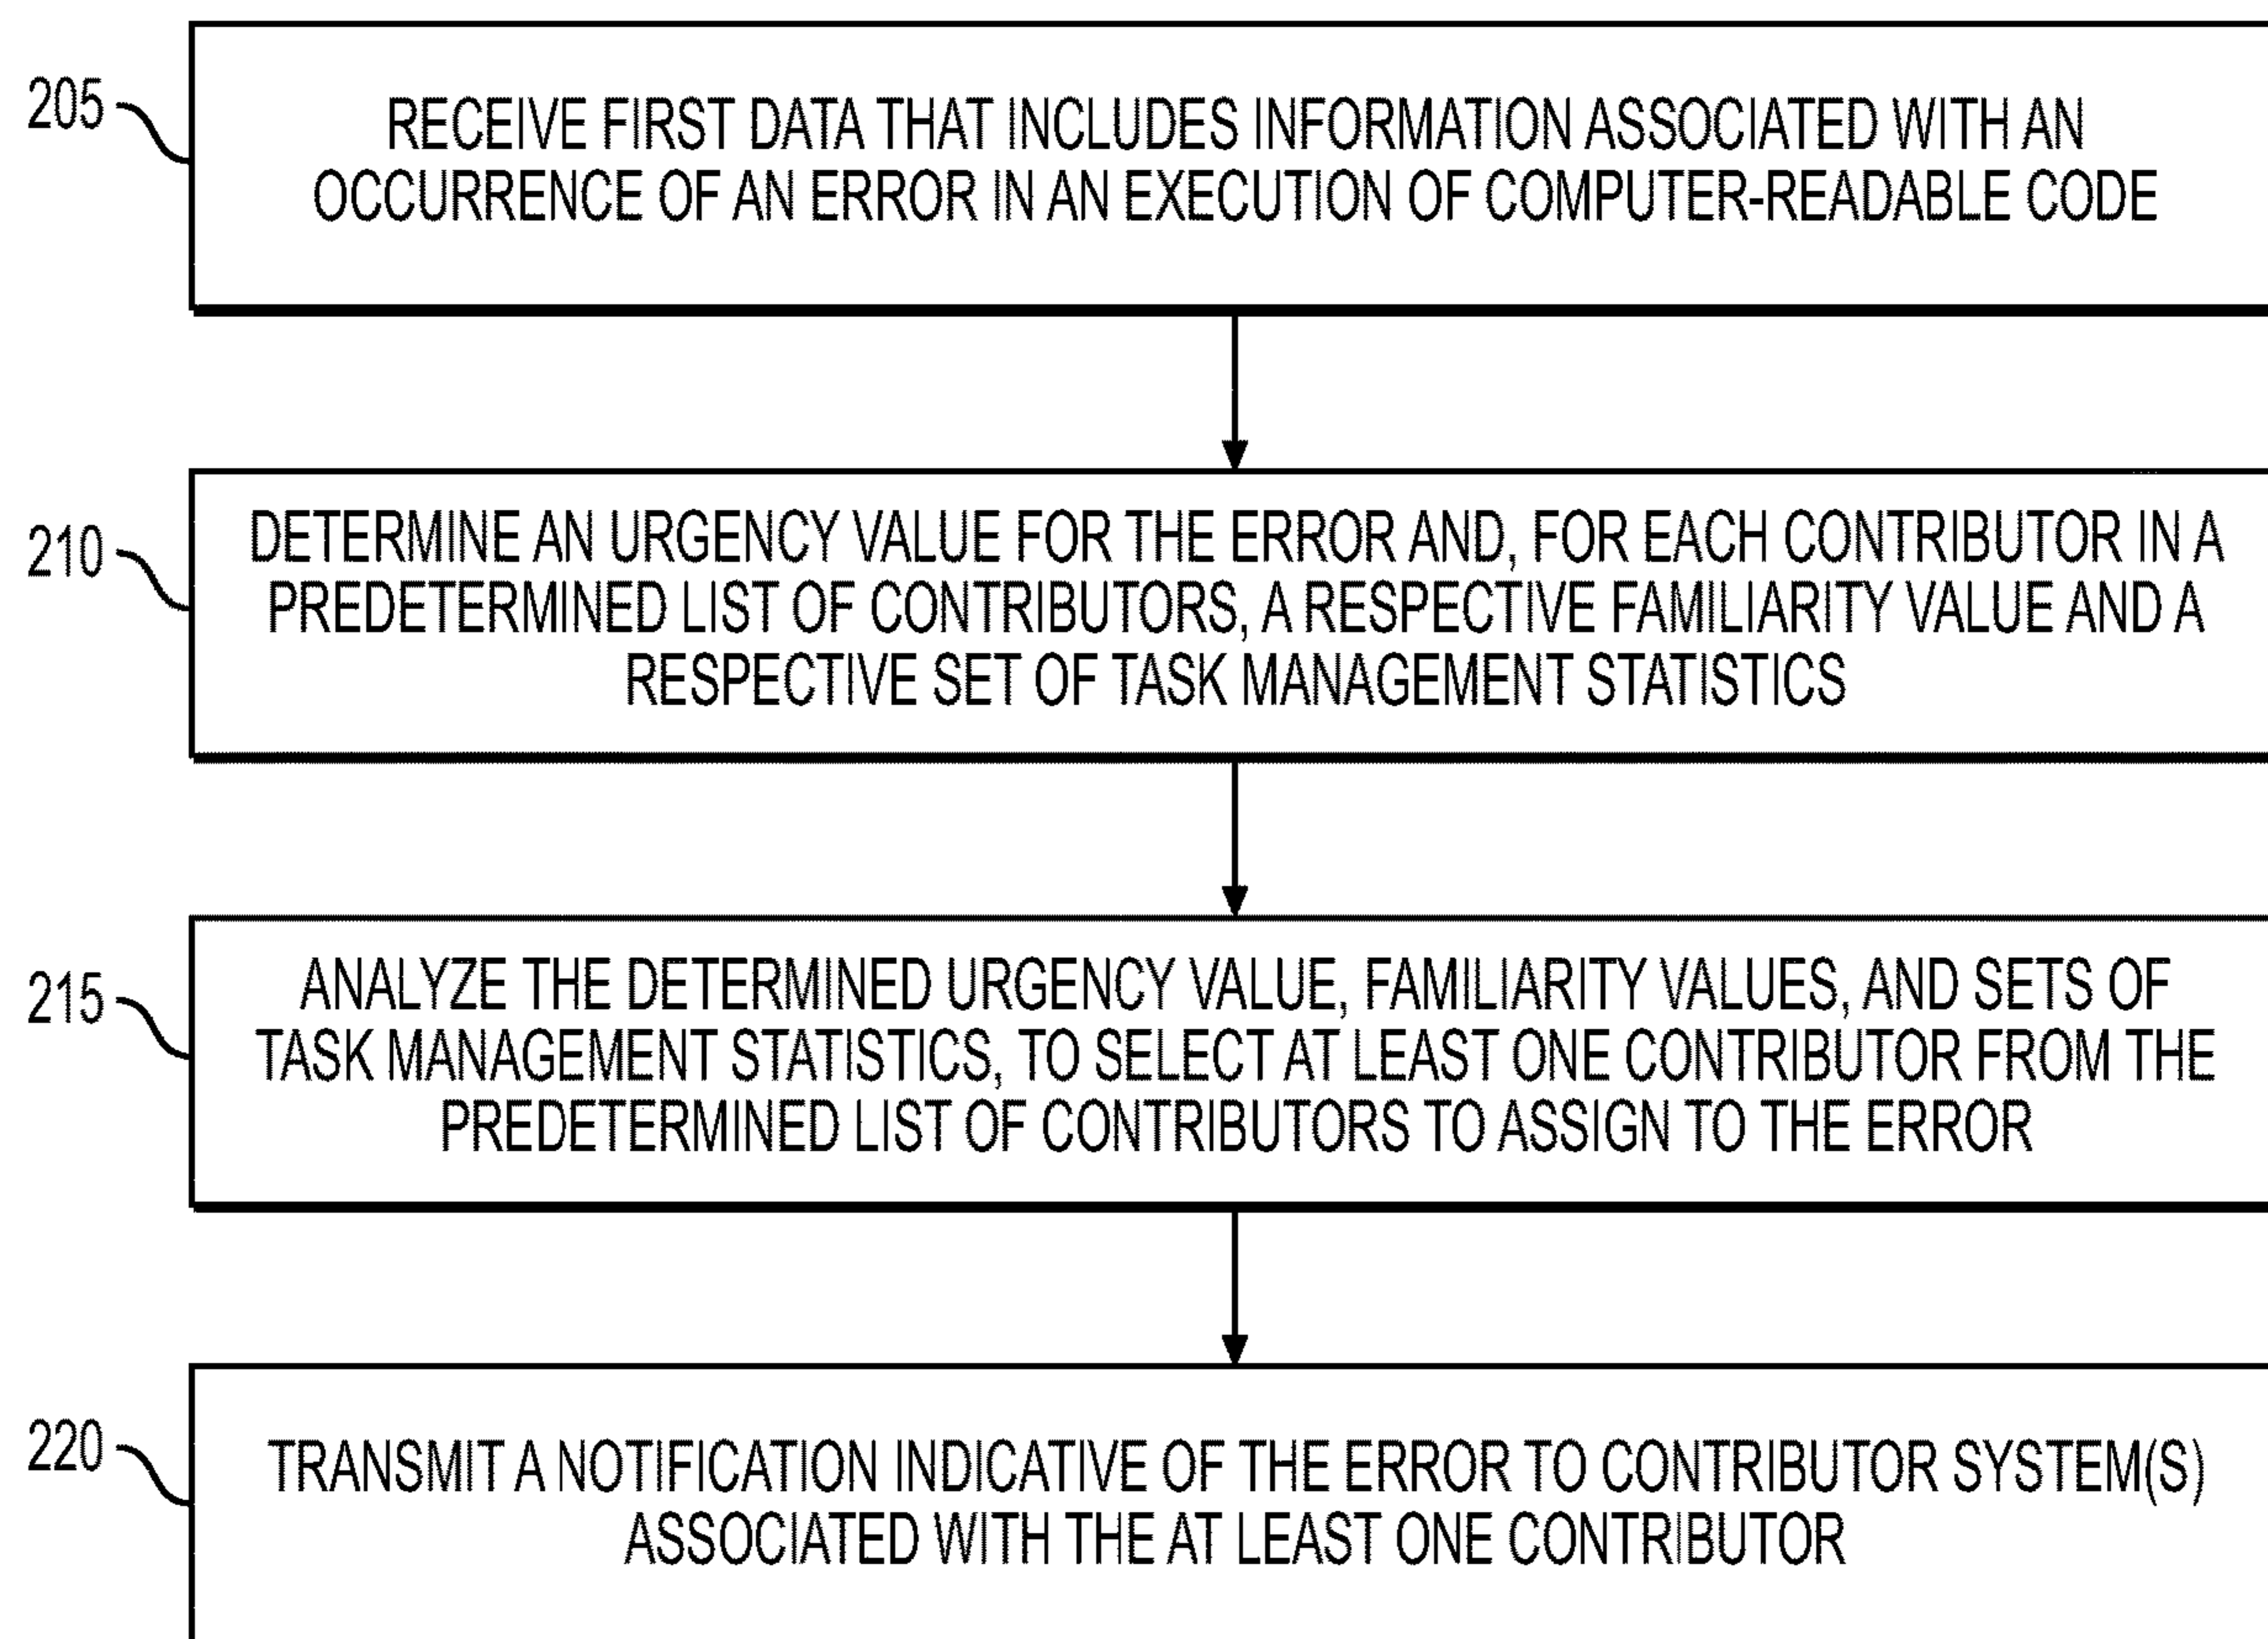 205
RECEIVE FIRST DATA THAT INCLUDES INFORMATION ASSOCIATED WITH AN
OCCURRENCE OF AN ERROR IN AN EXECUTION OF COMPUTER-READABLE CODE
210
DETERMINE AN URGENCY VALUE FOR THE ERROR AND, FOR EACH CONTRIBUTOR IN A
PREDETERMINED LIST OF CONTRIBUTORS, A RESPECTIVE FAMILIARITY VALUE AND A
RESPECTIVE SET OF TASK MANAGEMENT STATISTICS
215
ANALYZE THE DETERMINED URGENCY VALUE, FAMILIARITY VALUES, AND SETS OF
TASK MANAGEMENT STATISTICS, TO SELECT AT LEAST ONE CONTRIBUTOR FROM THE
PREDETERMINED LIST OF CONTRIBUTORS TO ASSIGN TO THE ERROR
220
TRANSMIT A NOTIFICATION INDICATIVE OF THE ERROR TO CONTRIBUTOR SYSTEM(S)
ASSOCIATED WITH THE AT LEAST ONE CONTRIBUTOR